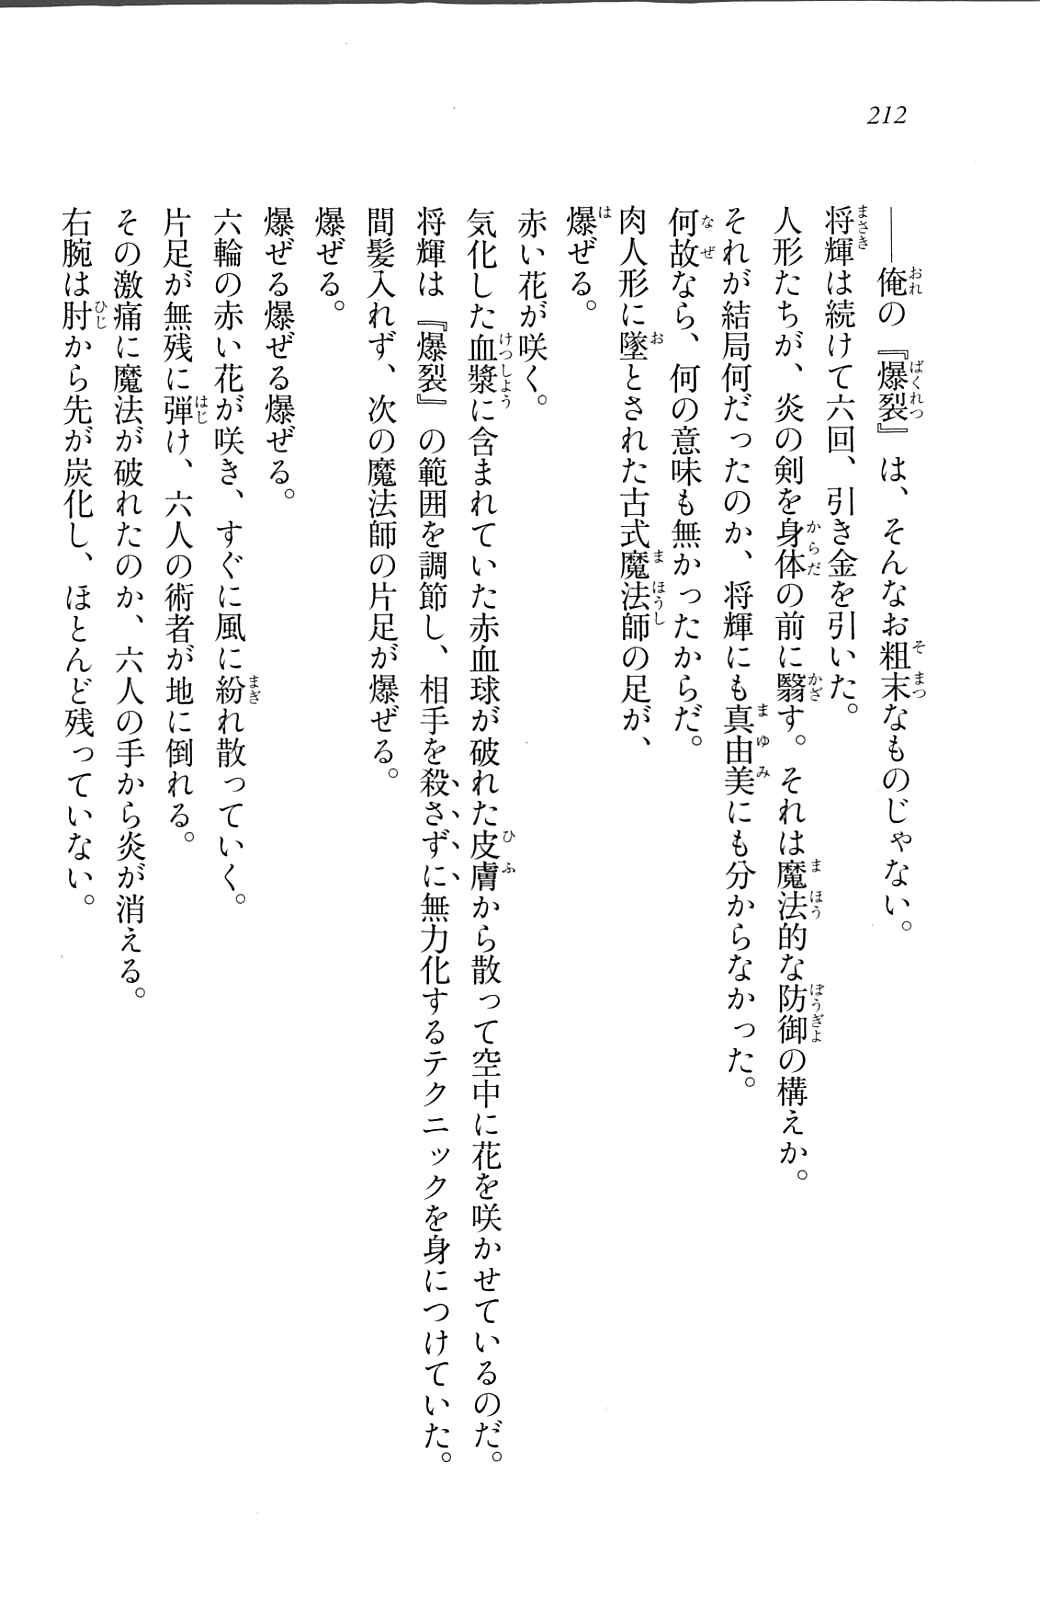 212
――俺の『爆裂』は、そんなお粗末なものじゃない。
将輝は続けて六回、引き金を引いた。
人形たちが、炎の剣を身体の前に翳す。それは魔法的な防御の構えか。
それが結局何だったのか、将輝にも真由美にも分からなかった。
何故なら、何の意味も無かったからだ。
肉人形に墜とされた古式魔法師の足が、
爆ぜる。
赤い花が咲く。
気化した血漿に含まれていた赤血球が破れた皮膚から散って空中に花を咲かせているのだ。
将輝は『爆裂』の範囲を調節し、相手を殺さずに無力化するテクニックを身につけていた。
間髪入れず、次の魔法師の片足が爆ぜる。
爆ぜる。
爆ぜる爆ぜる爆ぜる。
六輪の赤い花が咲き、すぐに風に紛れ散っていく。
片足が無残に弾け、六人の術者が地に倒れる。
その激痛に魔法が破れたのか、六人の手から炎が消える。
右腕は肘から先が炭化し、ほとんど残っていない。